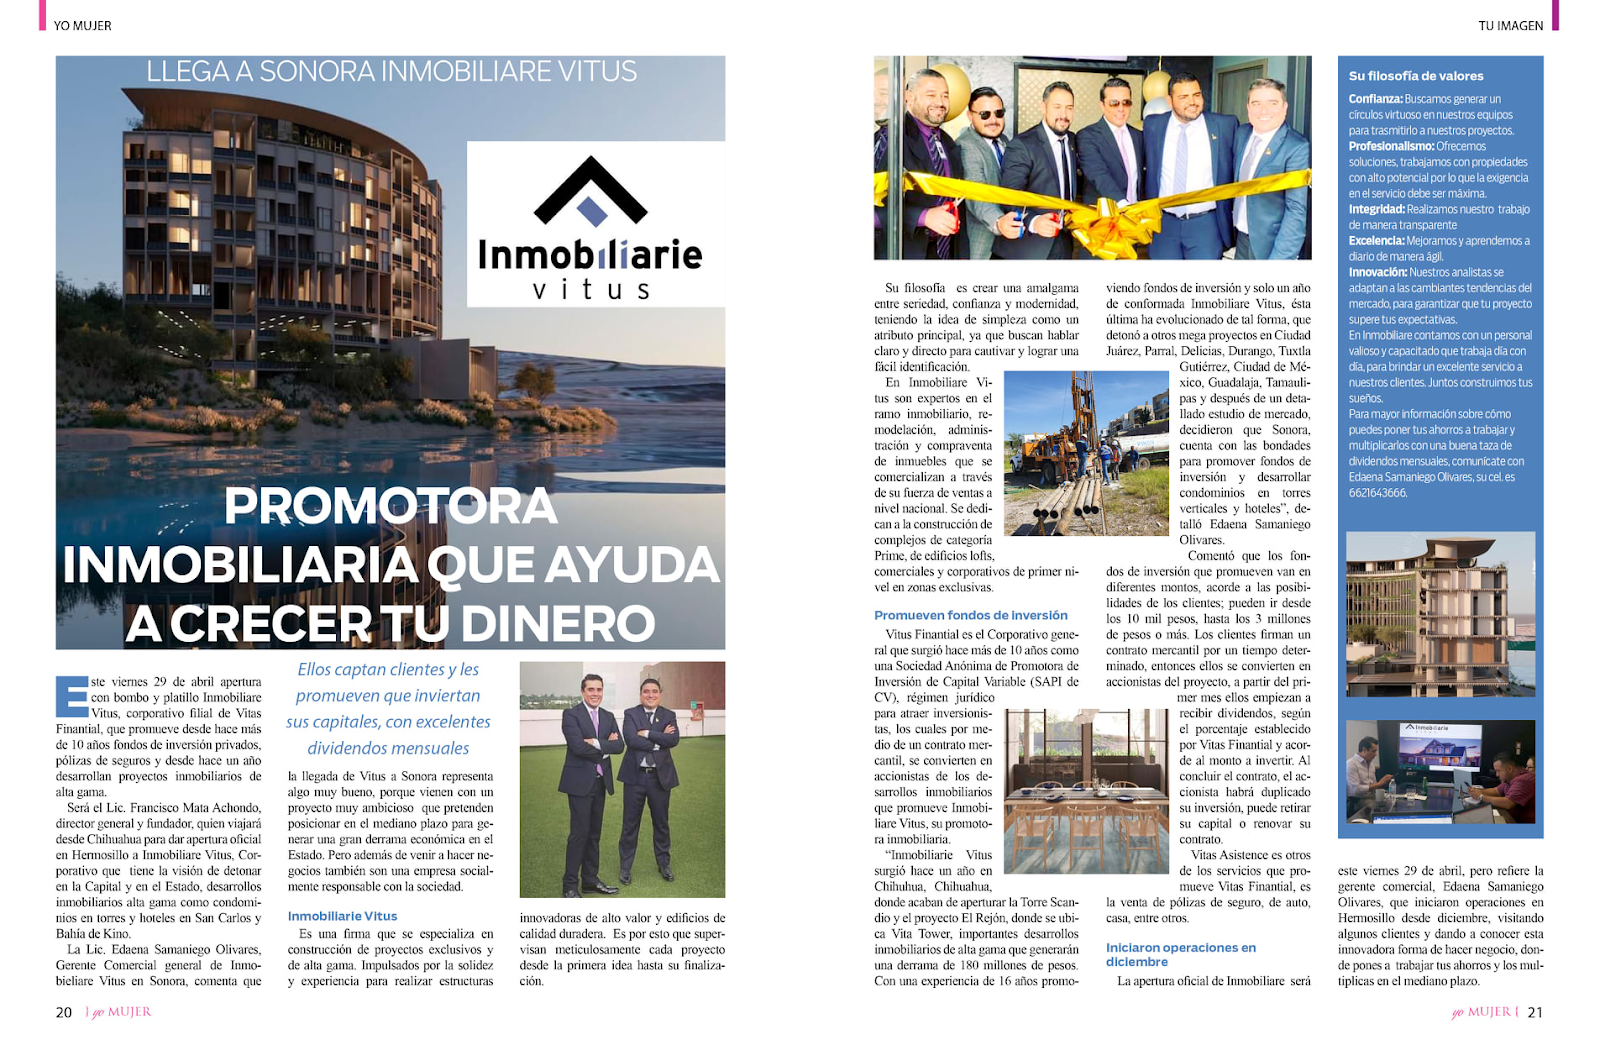 YO MUJER
LLEGA A SONORA INMOBILIARE VITUS
Inmobiliarie
vitus
PROMOTORA
INMOBILIARIA QUE AYUDA
A CRECER TU DINERO
Este viernes 29 de abril apertura
con bombo y platillo Inmobiliare
Vitus, corporativo filial de Vitas
Finantial, que promueve desde hace más
de 10 años fondos de inversión privados,
pólizas de seguros y desde hace un año
desarrollan proyectos inmobiliarios de
alta gama.
Será el Lic. Francisco Mata Achondo,
director general y fundador, quien viajará
desde Chihuahua para dar apertura oficial
en Hermosillo a Inmobiliare Vitus, Cor-
porativo que tiene la visión de detonar
en la Capital y en el Estado, desarrollos
inmobiliarios alta gama como condomi-
nios en torres y hoteles en San Carlos y
Bahía de Kino.
La Lic. Edaena Samaniego Olivares,
Gerente Comercial general de Inmo-
bieliare Vitus en Sonora, comenta que
Ellos captan clientes y les
promueven que inviertan
sus capitales, con excelentes
dividendos mensuales
la llegada de Vitus a Sonora representa
algo muy bueno, porque vienen con un
proyecto muy ambicioso que pretenden
posicionar en el mediano plazo para ge-
nerar una gran derrama económica en el
Estado. Pero además de venir a hacer ne-
gocios también son una empresa social-
mente responsable con la sociedad.
Inmobiliarie Vitus
Es una firma que se especializa en
construcción de proyectos exclusivos y
de alta gama. Impulsados por la solidez
y experiencia para realizar estructuras
innovadoras de alto valor y edificios de
calidad duradera. Es por esto que super-
visan meticulosamente cada proyecto
desde la primera idea hasta su finaliza-
ción.
20 | yo MUJER
TU IMAGEN
Su filosofía es crear una amalgama
entre seriedad, confianza y modernidad,
teniendo la idea de simpleza como un
atributo principal, ya que buscan hablar
claro y directo para cautivar y lograr una
fácil identificación.
En Inmobiliare Vi-
tus son expertos en el
ramo inmobiliario, re-
modelación, adminis-
tración y compraventa
de inmuebles que se
comercializan a través
de su fuerza de ventas a
nivel nacional. Se dedi-
can a la construcción de
complejos de categoría
Prime, de edificios lofts,
comerciales y corporativos de primer ni-
vel en zonas exclusivas.
Promueven fondos de inversión
Vitus Finantial es el Corporativo gene-
ral que surgió hace más de 10 años como
una Sociedad Anónima de Promotora de
Inversión de Capital Variable (SAPI de
CV), régimen jurídico
para atraer inversionis-
tas, los cuales por me-
dio de un contrato mer-
cantil, se convierten en
accionistas de los de-
sarrollos inmobiliarios
que promueve Inmobi-
liare Vitus, su promoto-
ra inmobiliaria.
“Inmobiliarie Vitus
surgió hace un año en
Chihuhua, Chihuahua,
donde acaban de aperturar la Torre Scan-
dio y el proyecto El Rejón, donde se ubi-
ca Vita Tower, importantes desarrollos
inmobiliarios de alta gama que generarán
una derrama de 180 millones de pesos.
Con una experiencia de 16 años promo-
viendo fondos de inversión y solo un año
de conformada Inmobiliare Vitus, ésta
última ha evolucionado de tal forma, que
detonó a otros mega proyectos en Ciudad
Juárez, Parral, Delicias, Durango, Tuxtla
Gutiérrez, Ciudad de Mé-
xico, Guadalaja, Tamauli-
pas y después de un deta-
llado estudio de mercado,
decidieron que Sonora,
cuenta con las bondades
para promover fondos de
inversión y desarrollar
condominios en torres
verticales y hoteles”, de-
talló Edaena Samaniego
Olivares.
Comentó que los fon-
dos de inversión que promueven van en
diferentes montos, acorde a las posibi-
lidades de los clientes; pueden ir desde
los 10 mil pesos, hasta los 3 millones
de pesos o más. Los clientes firman un
contrato mercantil por un tiempo deter-
minado, entonces ellos se convierten en
accionistas del proyecto, a partir del pri-
mer mes ellos empiezan a
recibir dividendos, según
el porcentaje establecido
por Vitas Finantial y acor-
de al monto a invertir. Al
concluir el contrato, el ac-
cionista habrá duplicado
su inversión, puede retirar
su capital o renovar su
contrato.
Vitas Asistence es otros
de los servicios que pro-
mueve Vitas Finantial, es
la venta de pólizas de seguro, de auto,
casa, entre otros.
Iniciaron operaciones en
diciembre
La apertura oficial de Inmobiliare será
Su filosofía de valores
Confianza: Buscamos generar un
círculos virtuoso en nuestros equipos
para trasmitirlo a nuestros proyectos.
Profesionalismo: Ofrecemos
soluciones, trabajamos con propiedades
con alto potencial por lo que la exigencia
en el servicio debe ser máxima.
Integridad: Realizamos nuestro trabajo
de manera transparente
Excelencia: Mejoramos y aprendemos a
diario de manera ágil.
Innovación: Nuestros analistas se
adaptan a las cambiantes tendencias del
mercado, para garantizar que tu proyecto
supere tus expectativas.
En Inmobiliare contamos con un personal
valioso y capacitado que trabaja día con
día, para brindar un excelente servicio a
nuestros clientes. Juntos construimos tus
sueños.
Para mayor información sobre cómo
puedes poner tus ahorros a trabajar y
multiplicarlos con una buena taza de
dividendos mensuales, comunícate con
Edaena Samaniego Olivares, su cel. es
6621643666.
Inmobiliarie
vitus
este viernes 29 de abril, pero refiere la
gerente comercial, Edaena Samaniego
Olivares, que iniciaron operaciones en
Hermosillo desde diciembre, visitando
algunos clientes y dando a conocer esta
innovadora forma de hacer negocio, don-
de pones a trabajar tus ahorros y los mul-
tiplicas en el mediano plazo.
yo MUJER | 21